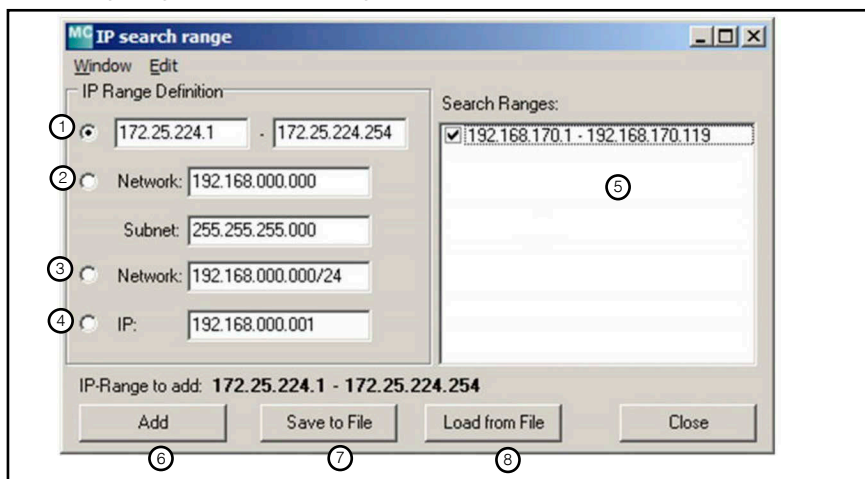 MC IP search range
Window Edit
IP Range Definition
① 172.25.224.1 - 172.25.224.254
② Network: 192.168.000.000
Subnet: 255.255.255.000
③ Network: 192.168.000.000/24
④ IP: 192.168.000.001
Search Ranges:
192.168.170.1 - 192.168.170.119
⑤
IP-Range to add: 172.25.224.1 - 172.25.224.254
Add Save to File Load from File Close
⑥ ⑦ ⑧